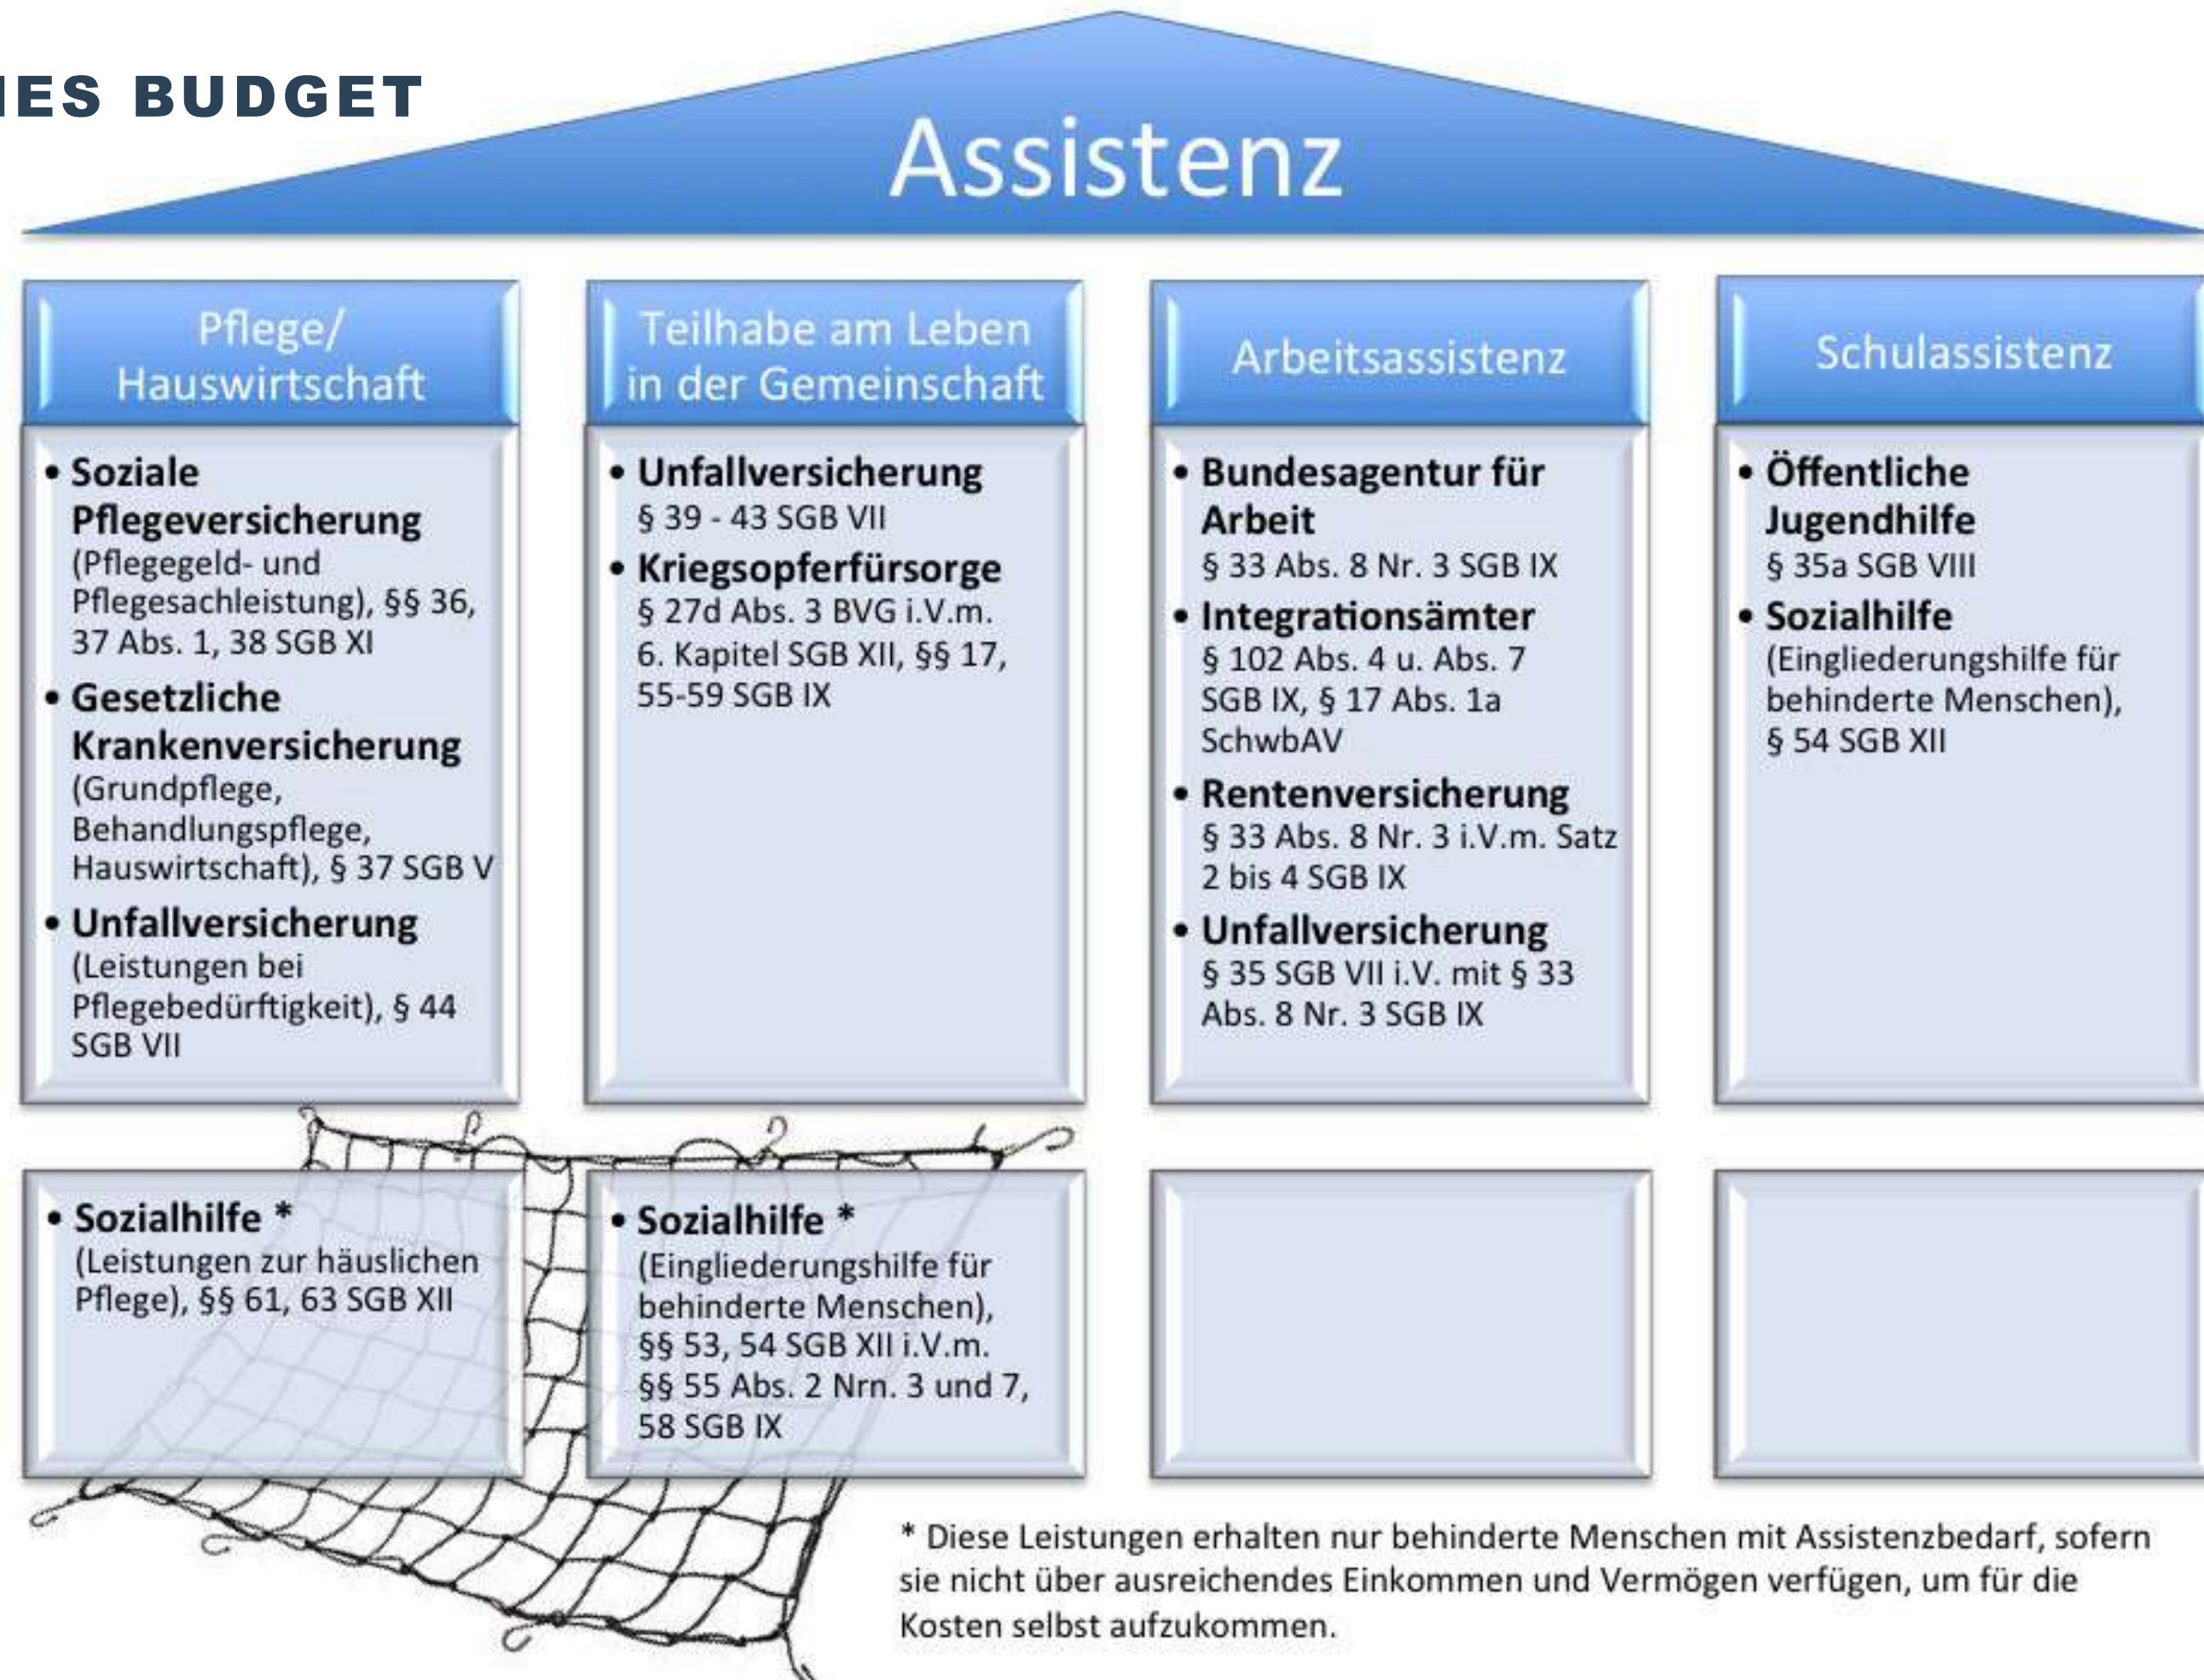 IES BUDGET
Assistenz
Pflege/
Hauswirtschaft
• Soziale
Pflegeversicherung
(Pflegegeld- und
Pflegesachleistung), §§ 36,
37 Abs. 1, 38 SGB XI
• Gesetzliche
Krankenversicherung
(Grundpflege,
Behandlungspflege,
Hauswirtschaft), § 37 SGB V
• Unfallversicherung
(Leistungen bei
Pflegebedürftigkeit), § 44
SGB VII
Teilhabe am Leben
in der Gemeinschaft
• Unfallversicherung
§ 39 - 43 SGB VII
• Kriegsopferfürsorge
§ 27d Abs. 3 BVG i.V.m.
6. Kapitel SGB XII, §§ 17,
55-59 SGB IX
Arbeitsassistenz
• Bundesagentur für
Arbeit
§ 33 Abs. 8 Nr. 3 SGB IX
• Integrationsämter
§ 102 Abs. 4 u. Abs. 7
SGB IX, § 17 Abs. 1a
SchwbAV
• Rentenversicherung
§ 33 Abs. 8 Nr. 3 i.V.m. Satz
2 bis 4 SGB IX
• Unfallversicherung
§ 35 SGB VII i.V. mit § 33
Abs. 8 Nr. 3 SGB IX
Schulassistenz
• Öffentliche
Jugendhilfe
§ 35a SGB VIII
• Sozialhilfe
(Eingliederungshilfe für
behinderte Menschen),
§ 54 SGB XII
• Sozialhilfe *
(Leistungen zur häuslichen
Pflege), §§ 61, 63 SGB XII
• Sozialhilfe *
(Eingliederungshilfe für
behinderte Menschen),
§§ 53, 54 SGB XII i.V.m.
§§ 55 Abs. 2 Nrn. 3 und 7,
58 SGB IX
* Diese Leistungen erhalten nur behinderte Menschen mit Assistenzbedarf, sofern
sie nicht über ausreichendes Einkommen und Vermögen verfügen, um für die
Kosten selbst aufzukommen.